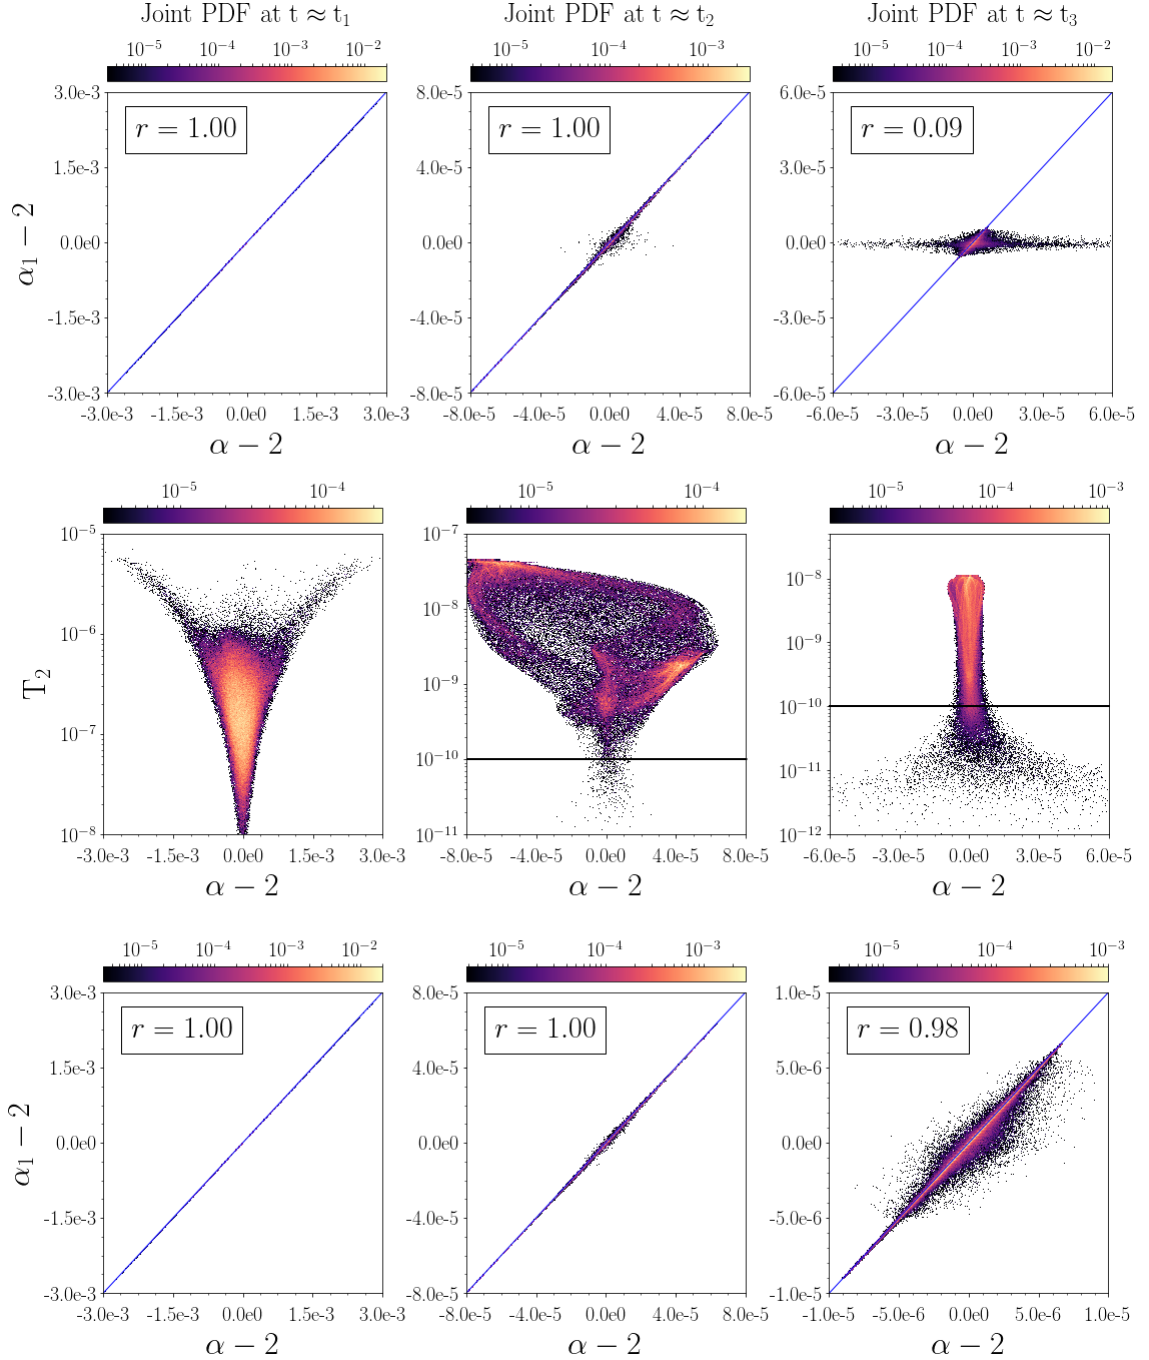 Joint PDF at t ≈ t₁ Joint PDF at t ≈ t₂ Joint PDF at t ≈ t₃
10⁻⁵ 10⁻⁴ 10⁻³ 10⁻² 10⁻⁵ 10⁻⁴ 10⁻³ 10⁻⁵ 10⁻⁴ 10⁻³ 10⁻²
3.0e-3 8.0e-5 6.0e-5
r = 1.00 r = 1.00 r = 0.09
1.5e-3 4.0e-5 3.0e-5
α₁ − 2
0.0e0 0.0e0 0.0e0
-1.5e-3 -4.0e-5 -3.0e-5
-3.0e-3 -8.0e-5 -6.0e-5
-3.0e-3 -1.5e-3 0.0e0 1.5e-3 3.0e-3 -8.0e-5 -4.0e-5 0.0e0 4.0e-5 8.0e-5 -6.0e-5 -3.0e-5 0.0e0 3.0e-5 6.0e-5
α − 2 α − 2 α − 2
10⁻⁵ 10⁻⁴ 10⁻⁵ 10⁻⁴ 10⁻⁵ 10⁻⁴ 10⁻³
10⁻⁵ 10⁻⁷
10⁻⁸
10⁻⁶ 10⁻⁸
10⁻⁹
T₂
10⁻⁹
10⁻¹⁰
10⁻⁷
10⁻¹⁰ 10⁻¹¹
10⁻⁸ 10⁻¹¹ 10⁻¹²
-3.0e-3 -1.5e-3 0.0e0 1.5e-3 3.0e-3 -8.0e-5 -4.0e-5 0.0e0 4.0e-5 8.0e-5 -6.0e-5 -3.0e-5 0.0e0 3.0e-5 6.0e-5
α − 2 α − 2 α − 2
10⁻⁵ 10⁻⁴ 10⁻³ 10⁻² 10⁻⁵ 10⁻⁴ 10⁻³ 10⁻⁵ 10⁻⁴ 10⁻³
3.0e-3 8.0e-5 1.0e-5
r = 1.00 r = 1.00 r = 0.98
1.5e-3 4.0e-5 5.0e-6
α₁ − 2
0.0e0 0.0e0 0.0e0
-1.5e-3 -4.0e-5 -5.0e-6
-3.0e-3 -8.0e-5 -1.0e-5
-3.0e-3 -1.5e-3 0.0e0 1.5e-3 3.0e-3 -8.0e-5 -4.0e-5 0.0e0 4.0e-5 8.0e-5 -1.0e-5 -5.0e-6 0.0e0 5.0e-6 1.0e-5
α − 2 α − 2 α − 2